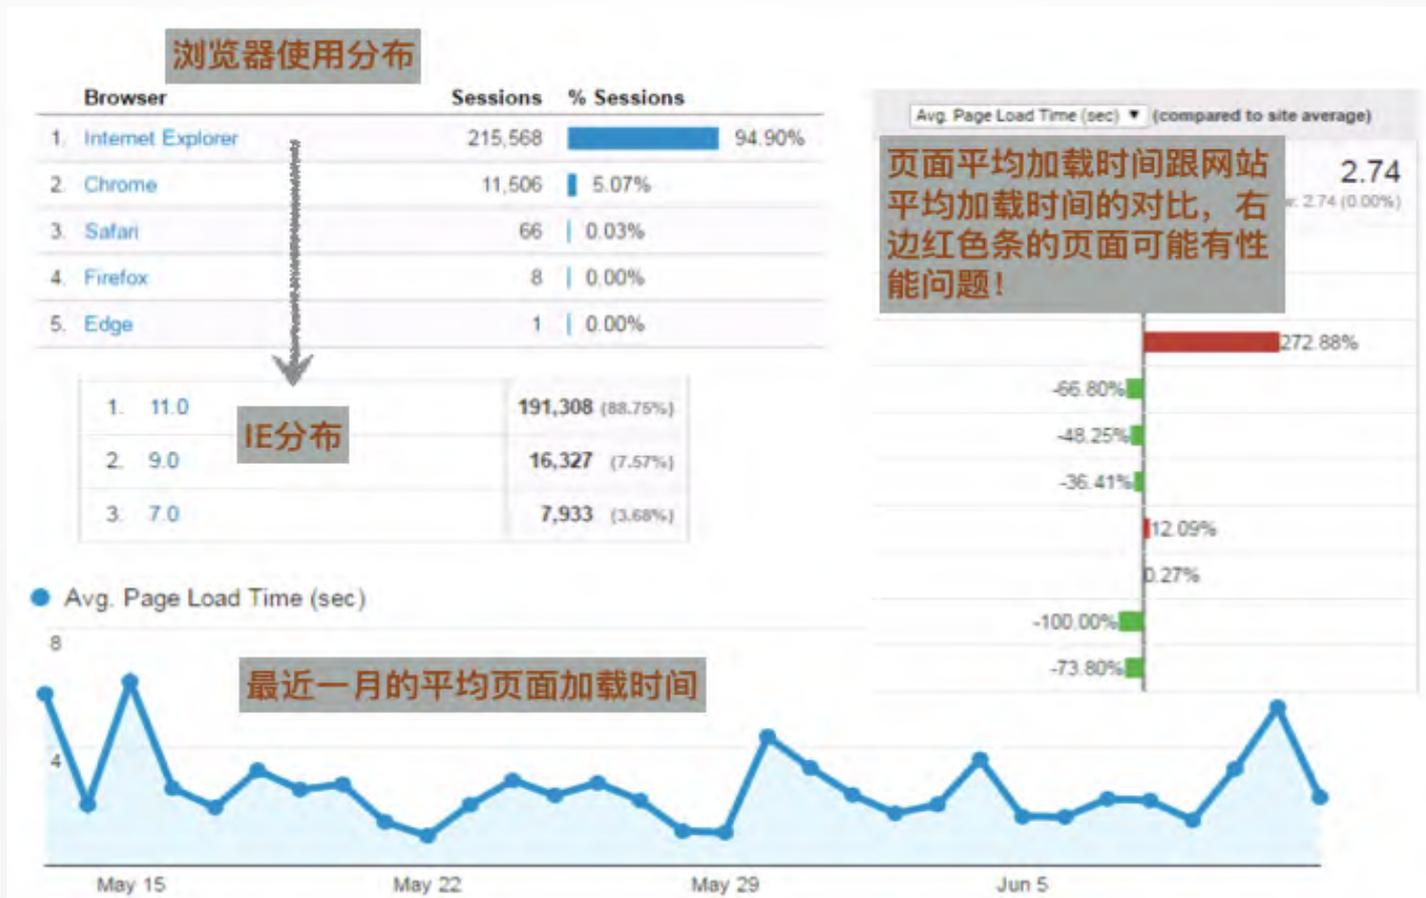 浏览器使用分布
Browser Sessions % Sessions
1. Internet Explorer 215,568 94.90%
2. Chrome 11,506 5.07%
3. Safari 66 0.03%
4. Firefox 8 0.00%
5. Edge 1 0.00%
1. 11.0 191,308 (88.75%)
IE分布
2. 9.0 16,327 (7.57%)
3. 7.0 7,933 (3.68%)
Avg. Page Load Time (sec) ▼ (compared to site average)
页面平均加载时间跟网站
平均加载时间的对比，右
边红色条的页面可能有性
能问题！
2.74
2.74 (0.00%)
272.88%
-66.80%
-48.25%
-36.41%
12.09%
0.27%
-100.00%
-73.80%
Avg. Page Load Time (sec)
8
最近一月的平均页面加载时间
4
May 15 May 22 May 29 Jun 5